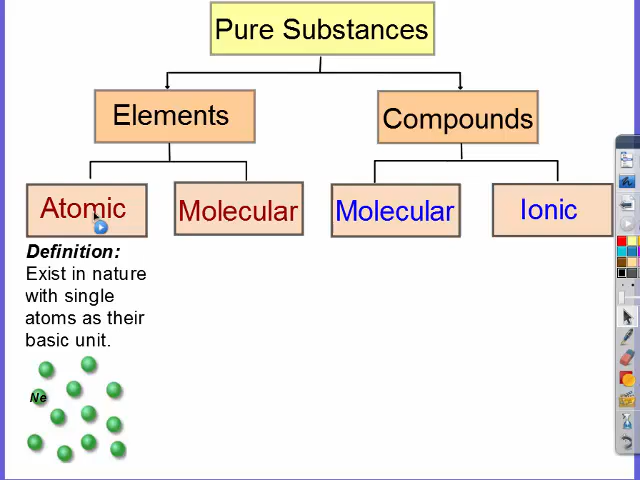 Pure Substances
Elements
Compounds
Atomic
Molecular
Molecular
Ionic
Definition:
Exist in nature
with single
atoms as their
basic unit.
Ne